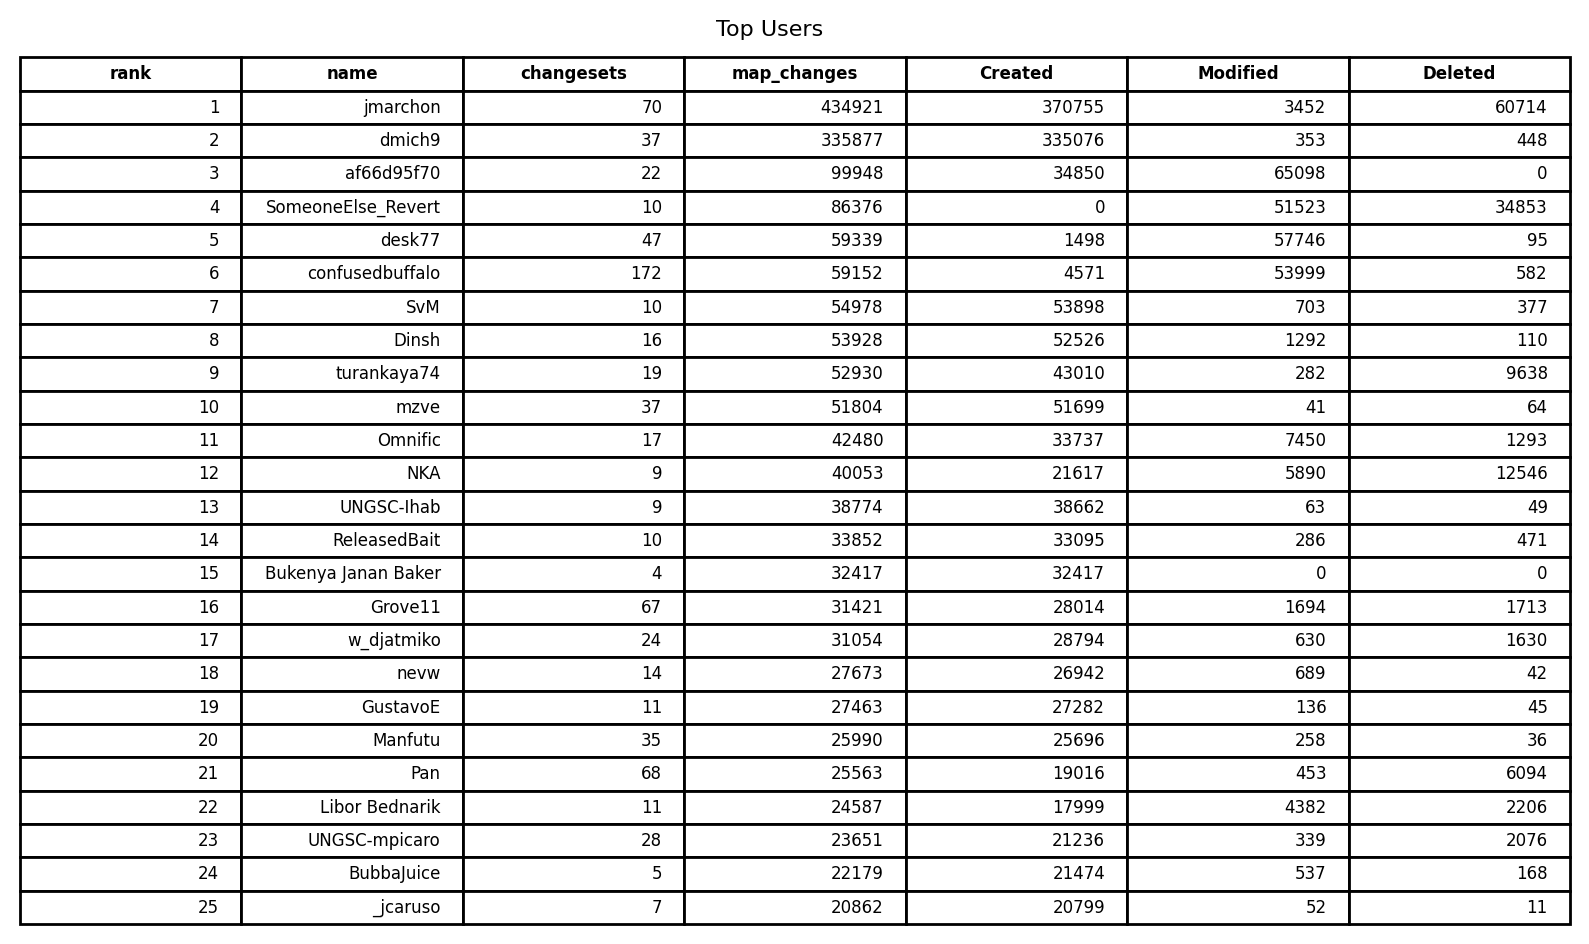 Top Users
rank name changesets map_changes Created Modified Deleted
1 jmarchon 70 434921 370755 3452 60714
2 dmich9 37 335877 335076 353 448
3 af66d95f70 22 99948 34850 65098 0
4 SomeoneElse_Revert 10 86376 0 51523 34853
5 desk77 47 59339 1498 57746 95
6 confusedbuffalo 172 59152 4571 53999 582
7 SvM 10 54978 53898 703 377
8 Dinsh 16 53928 52526 1292 110
9 turankaya74 19 52930 43010 282 9638
10 mzve 37 51804 51699 41 64
11 Omnific 17 42480 33737 7450 1293
12 NKA 9 40053 21617 5890 12546
13 UNGSC-Ihab 9 38774 38662 63 49
14 ReleasedBait 10 33852 33095 286 471
15 Bukenya Janan Baker 4 32417 32417 0 0
16 Grove11 67 31421 28014 1694 1713
17 w_djatmiko 24 31054 28794 630 1630
18 nevw 14 27673 26942 689 42
19 GustavoE 11 27463 27282 136 45
20 Manfutu 35 25990 25696 258 36
21 Pan 68 25563 19016 453 6094
22 Libor Bednarik 11 24587 17999 4382 2206
23 UNGSC-mpicaro 28 23651 21236 339 2076
24 BubbaJuice 5 22179 21474 537 168
25 _jcaruso 7 20862 20799 52 11